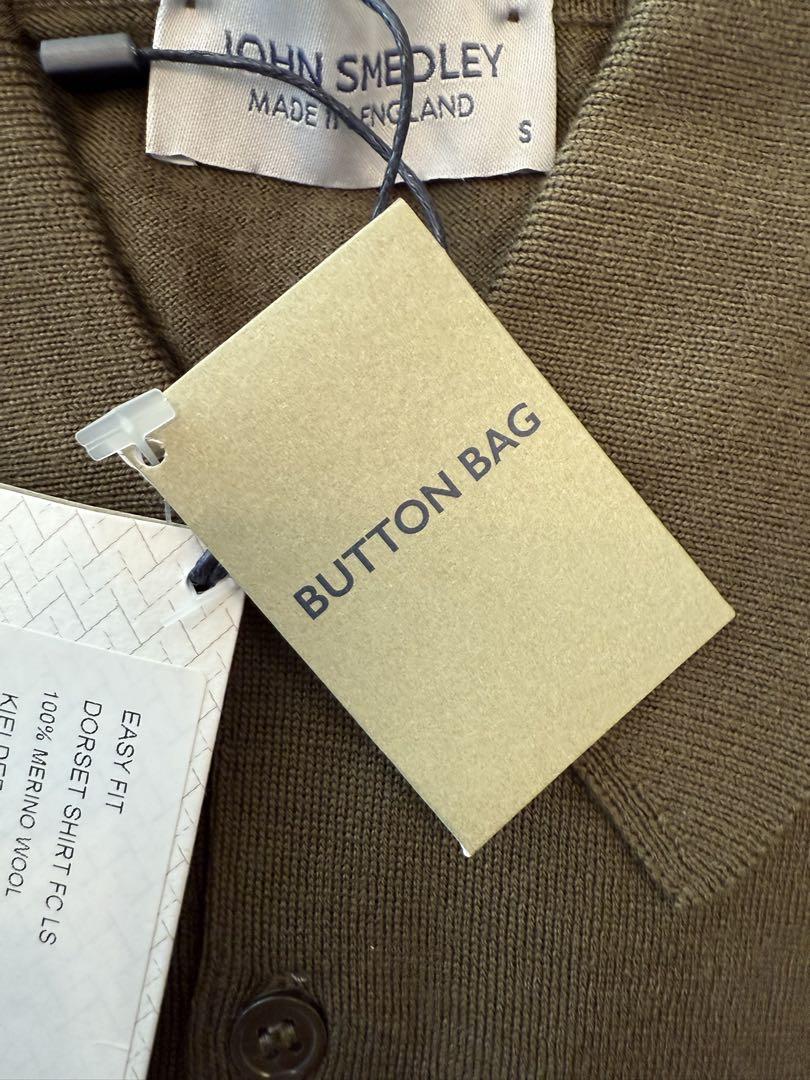 JOHN SMEDLEY
MADE IN ENGLAND
S
BUTTON BAG
EASY FIT
DORSET SHIRT FC LS
100% MERINO WOOL